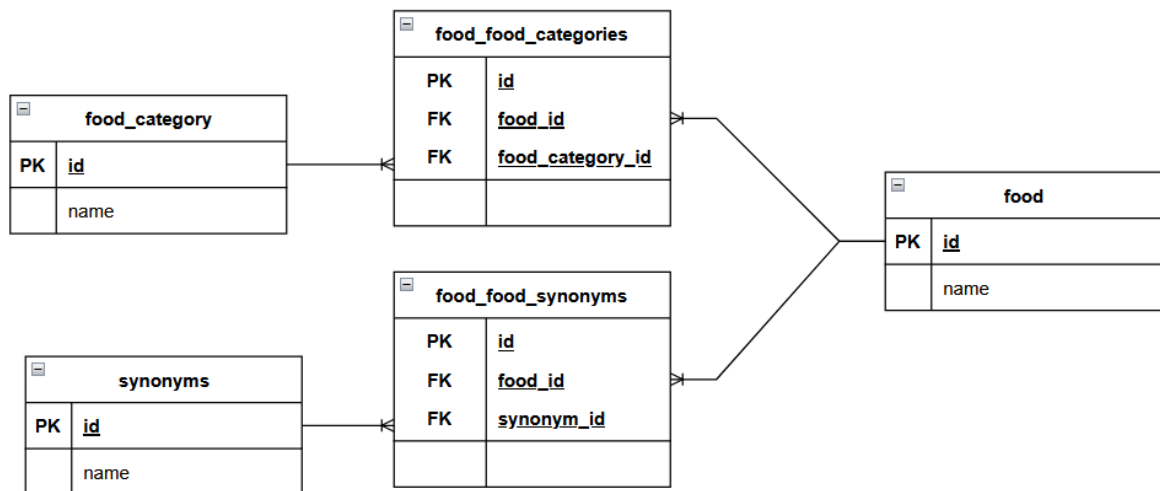 food_food_categories
PK id
FK food_id
FK food_category_id
food_category
PK id
name
food
PK id
name
food_food_synonyms
PK id
FK food_id
FK synonym_id
synonyms
PK id
name